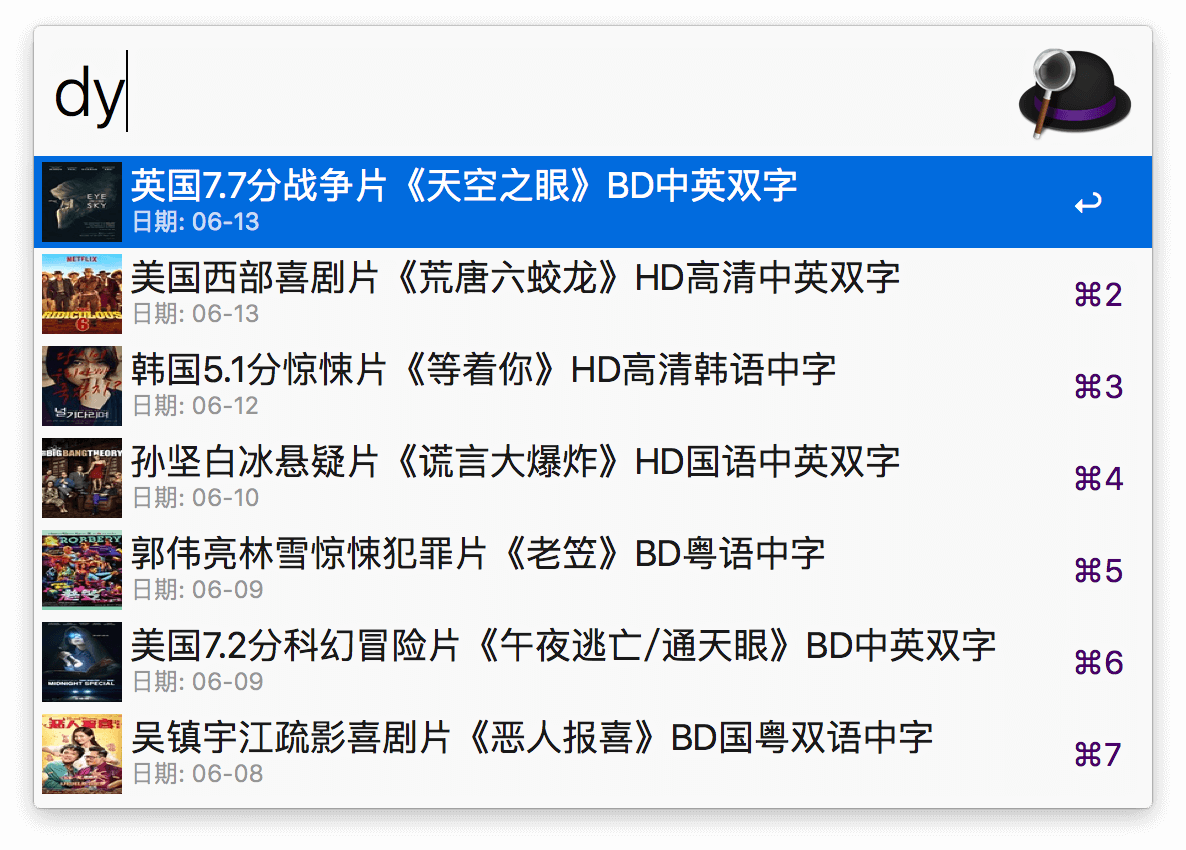 dy
英国7.7分战争片《天空之眼》BD中英双字
日期: 06-13
EYE
SKY
美国西部喜剧片《荒唐六蛟龙》HD高清中英双字
日期: 06-13
⌘2
NETFLIX
RIDICULOUS
6
韩国5.1分惊悚片《等着你》HD高清韩语中字
日期: 06-12
⌘3
널 기다리며
孙坚白冰悬疑片《谎言大爆炸》HD国语中英双字
日期: 06-10
⌘4
BIGBANGTHEORY
郭伟亮林雪惊悚犯罪片《老笠》BD粤语中字
日期: 06-09
⌘5
ROBBERY
老笠
美国7.2分科幻冒险片《午夜逃亡/通天眼》BD中英双字
日期: 06-09
⌘6
MIDNIGHT SPECIAL
吴镇宇江疏影喜剧片《恶人报喜》BD国粤双语中字
日期: 06-08
⌘7